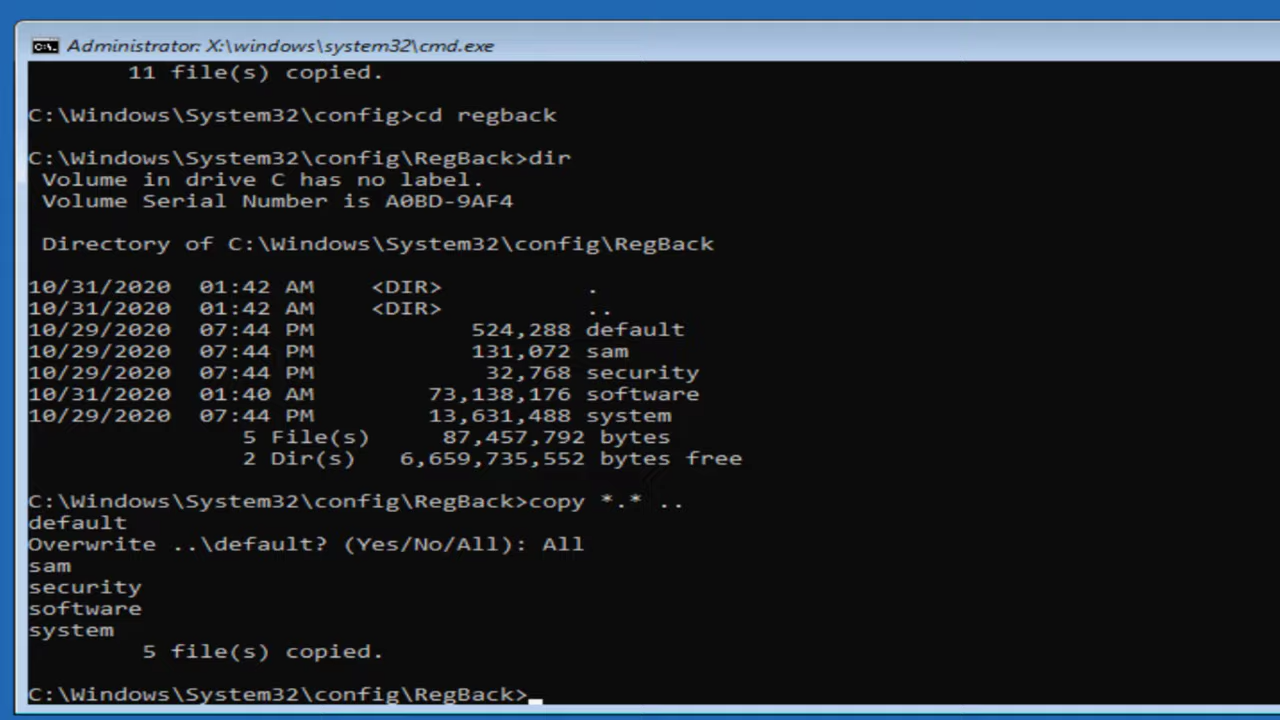 Administrator: X:\windows\system32\cmd.exe
11 file(s) copied.
C:\Windows\System32\config>cd regback
C:\Windows\System32\config\RegBack>dir
Volume in drive C has no label.
Volume Serial Number is A0BD-9AF4
Directory of C:\Windows\System32\config\RegBack
10/31/2020  01:42 AM    <DIR>          .
10/31/2020  01:42 AM    <DIR>          ..
10/29/2020  07:44 PM           524,288 default
10/29/2020  07:44 PM           131,072 sam
10/29/2020  07:44 PM            32,768 security
10/31/2020  01:40 AM        73,138,176 software
10/29/2020  07:44 PM        13,631,488 system
5 File(s)     87,457,792 bytes
2 Dir(s)   6,659,735,552 bytes free
C:\Windows\System32\config\RegBack>copy *.* ..
default
Overwrite ..\default? (Yes/No/All): All
sam
security
software
system
5 file(s) copied.
C:\Windows\System32\config\RegBack>